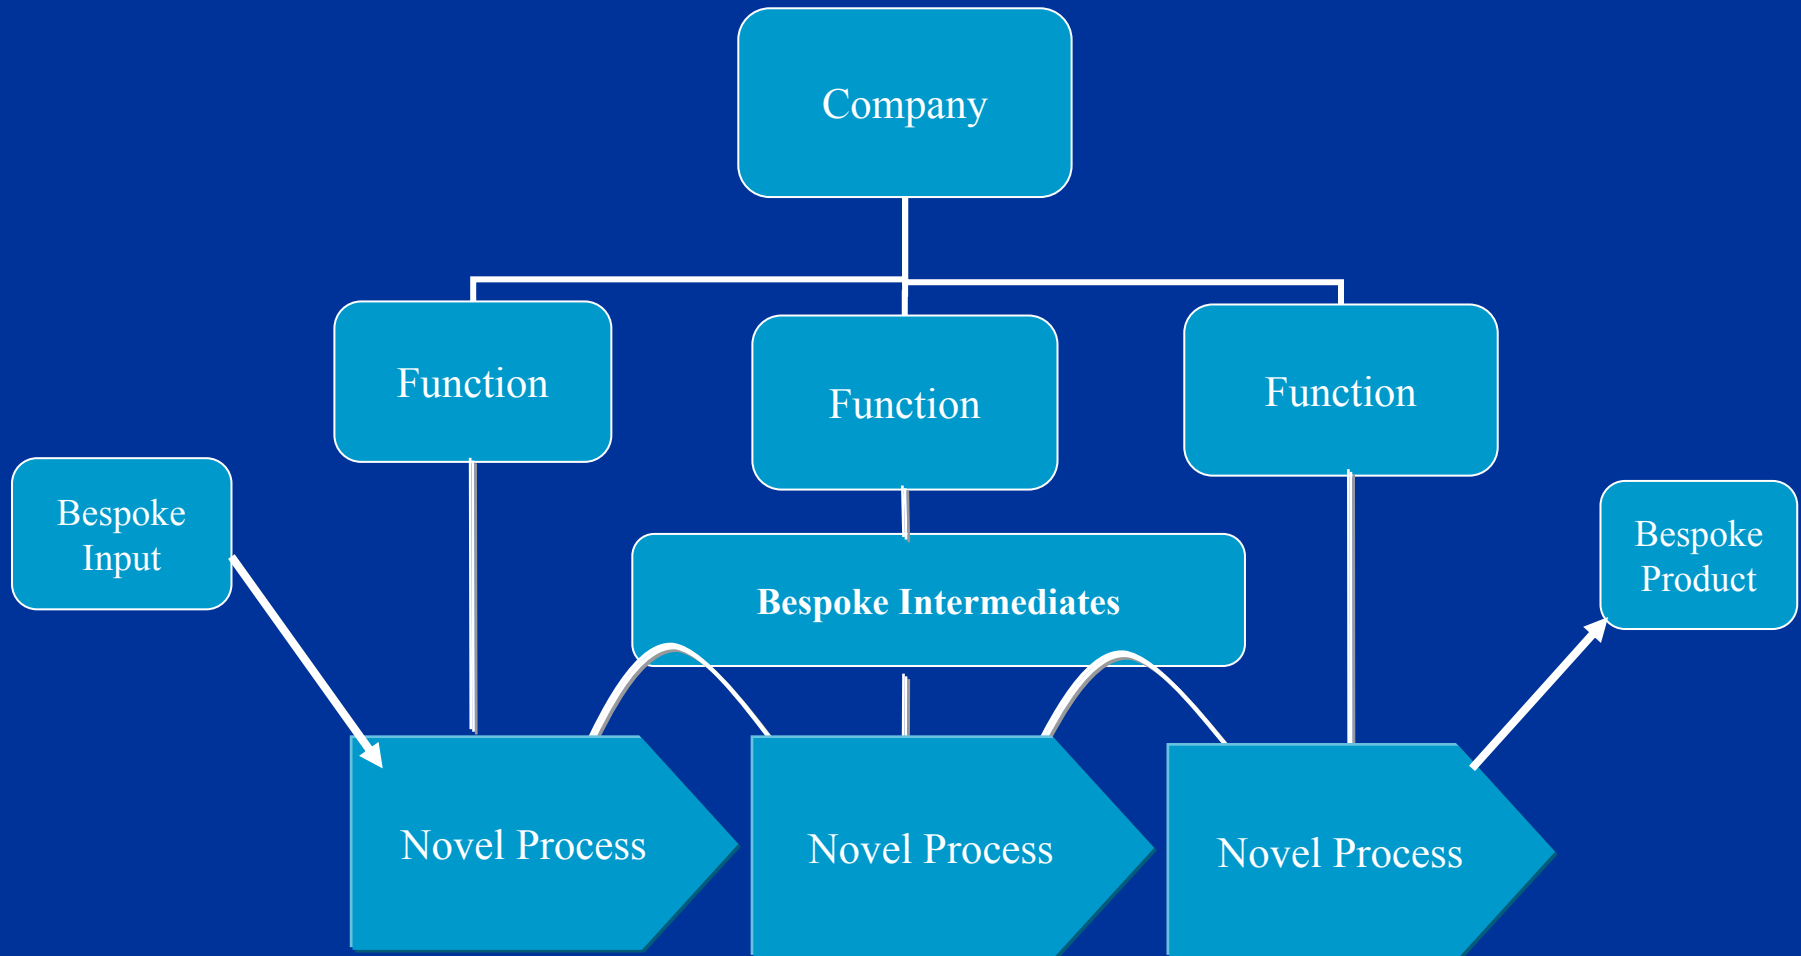 Company
Function
Function
Function
Bespoke
Input
Bespoke Intermediates
Bespoke
Product
Novel Process
Novel Process
Novel Process